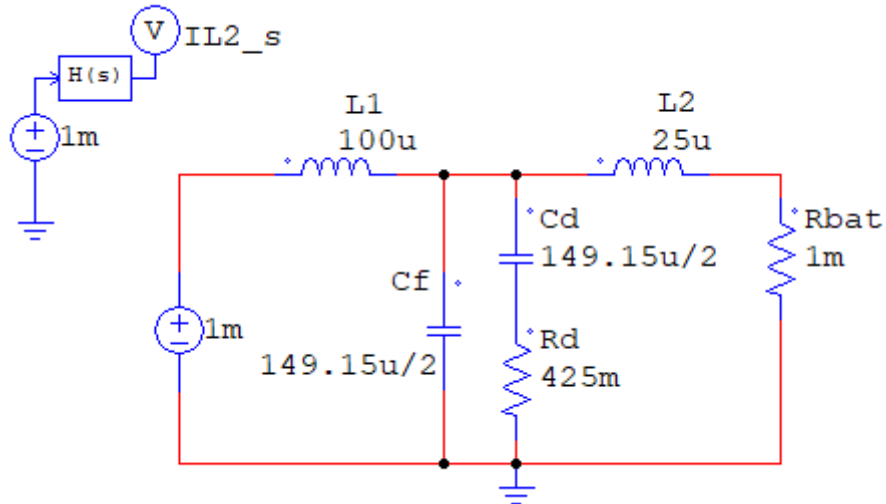 V
IL2_s
H(s)
1m
L1
100u
L2
25u
Cd
149.15u/2
Rbat
1m
Cf
1m
149.15u/2
Rd
425m